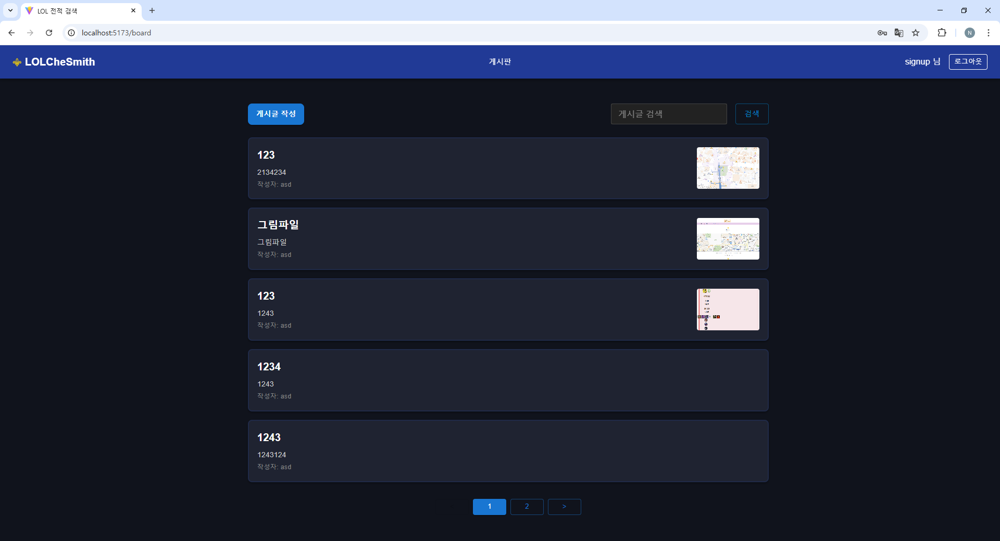 LOL 전적 검색
localhost:5173/board
N
LOLCheSmith
게시판
signup 님
로그아웃
게시글 작성
게시글 검색
검색
123
2134234
작성자: asd
그림파일
그림파일
작성자: asd
123
1243
작성자: asd
1234
1243
작성자: asd
1243
1243124
작성자: asd
1 2 >